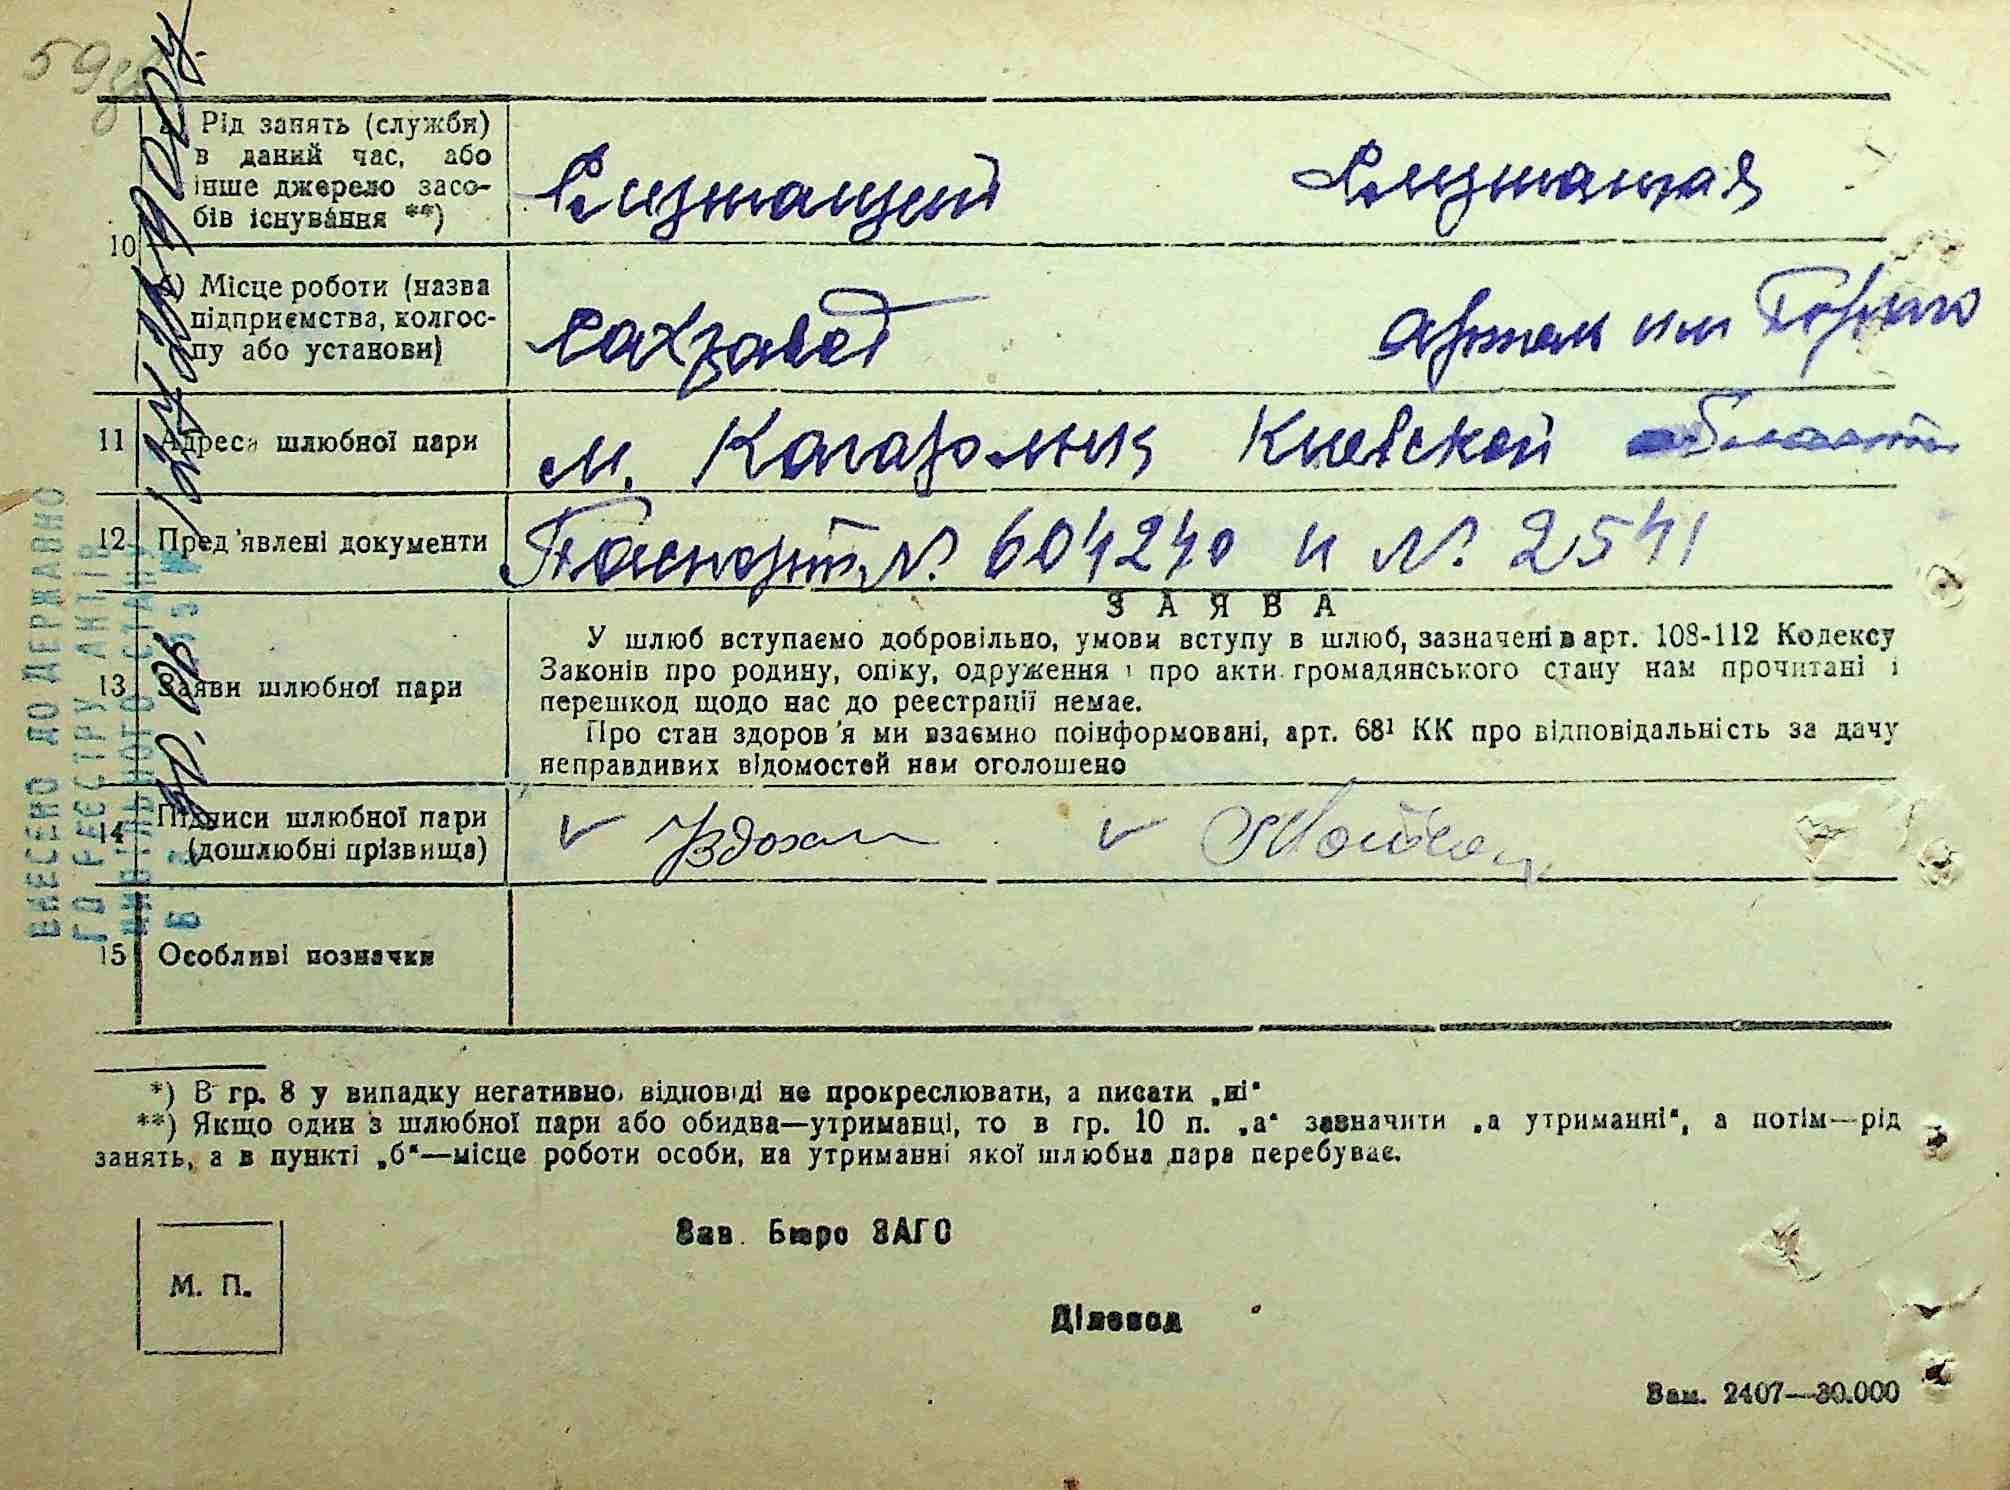 59
а) Рід занять (служби)
в даний час, або
інше джерело засо-
бів існування **)
Служащий Служащая
10
б) Місце роботи (назва
підприємства, колгос-
пу або установи)
Сахзавод артель им Горького
11 Адреса шлюбної пари м. Кагарлик Киевской области
12 Пред'явлені документи Паспорт №. 604240 и №. 2541
ЗАЯВА
13 Заяви шлюбної пари
У шлюб вступаємо добровільно, умови вступу в шлюб, зазначені в арт. 108-112 Кодексу
Законів про родину, опіку, одруження і про акти громадянського стану нам прочитані і
перешкод щодо нас до реєстрації немає.
Про стан здоров'я ми взаємно поінформовані, арт. 68¹ КК про відповідальність за дачу
неправдивих відомостей нам оголошено
14 Підписи шлюбної пари
(дошлюбні прізвища)
15 Особливі позначки
*) В гр. 8 у випадку негативної відповіді не прокреслювати, а писати „ні"
**) Якщо один з шлюбної пари або обидва—утриманці, то в гр. 10 п. „а" зазначити „а утриманні", а потім—рід
занять, а в пункті „б"—місце роботи особи, на утриманні якої шлюбна пара перебуває.
Зав. Бюро ЗАГС
М. П.
Діловод
Зам. 2407—30.000
ВНЕСЕНО ДО ДЕРЖАВНО
ГО РЕЄСТРУ АКТІВ
ЦИВІЛЬНОГО СТАНУ